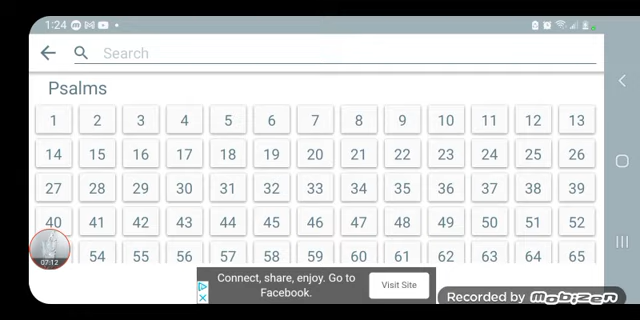 1:24
Search
Psalms
1 2 3 4 5 6 7 8 9 10 11 12 13
14 15 16 17 18 19 20 21 22 23 24 25 26
27 28 29 30 31 32 33 34 35 36 37 38 39
40 41 42 43 44 45 46 47 48 49 50 51 52
54 55 56 57 58 59 60 61 62 63 64 65
07:12
Connect, share, enjoy. Go to
Facebook.
Visit Site
Recorded by Mobizen